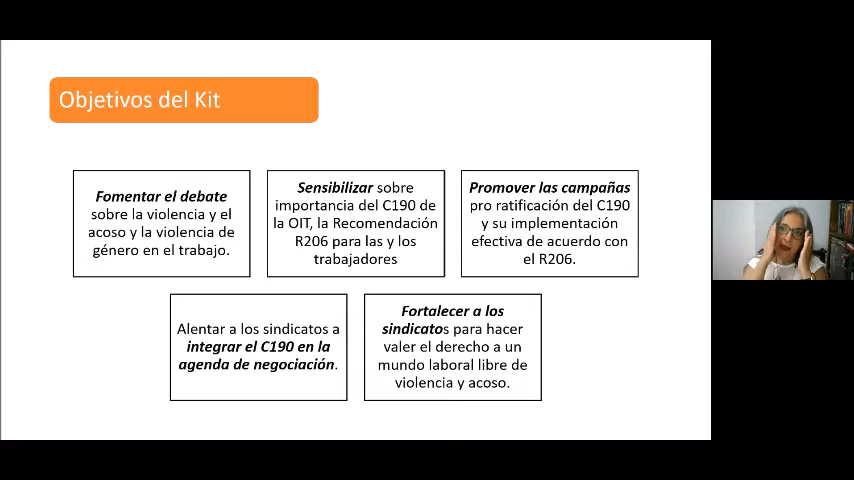 Objetivos del Kit
Fomentar el debate
sobre la violencia y el
acoso y la violencia de
género en el trabajo.
Sensibilizar sobre
importancia del C190 de
la OIT, la Recomendación
R206 para las y los
trabajadores
Promover las campañas
pro ratificación del C190
y su implementación
efectiva de acuerdo con
el R206.
Alentar a los sindicatos a
integrar el C190 en la
agenda de negociación.
Fortalecer a los
sindicatos para hacer
valer el derecho a un
mundo laboral libre de
violencia y acoso.